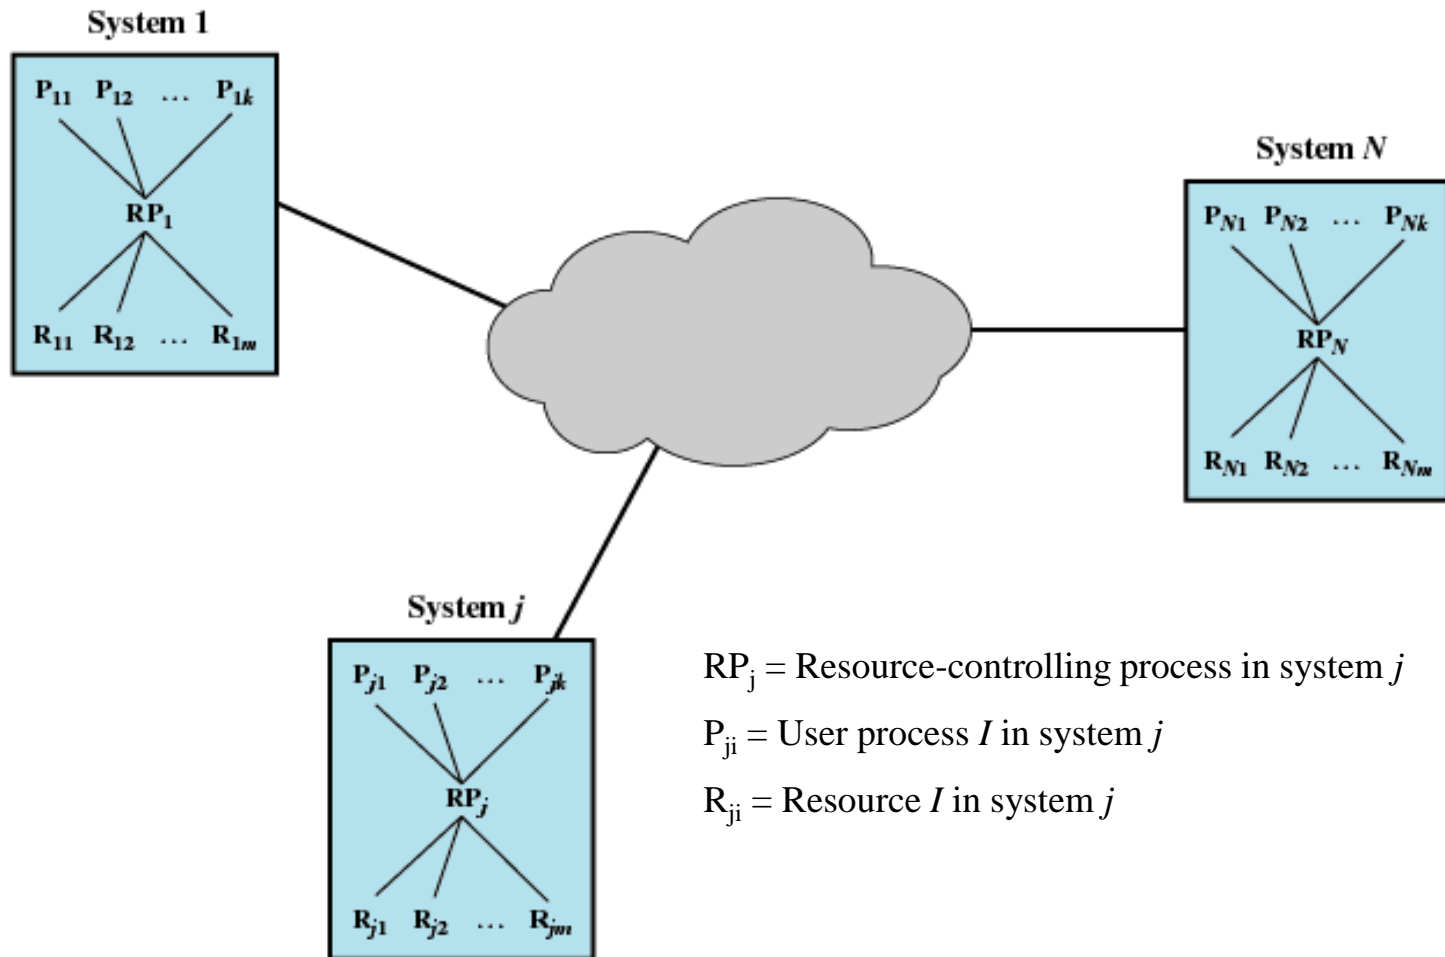 System 1
P11 P12 … P1k
RP1
R11 R12 … R1m
System N
PN1 PN2 … PNk
RPN
RN1 RN2 … RNm
System j
Pj1 Pj2 … Pjk
RPj
Rj1 Rj2 … Rjm
RPj = Resource-controlling process in system j
Pji = User process I in system j
Rji = Resource I in system j